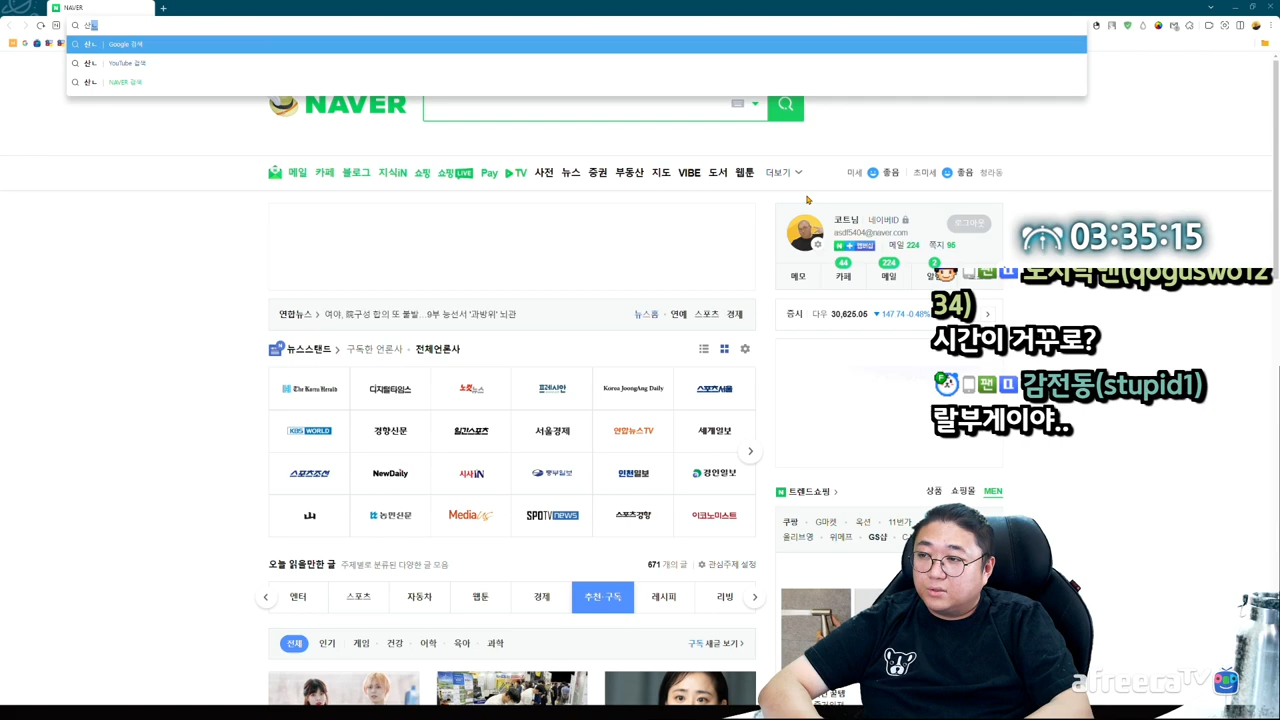 NAVER
산ㄴ
산ㄴ | Google 검색
산ㄴ | YouTube 검색
산ㄴ | NAVER 검색
NAVER
메일 카페 블로그 지식iN 쇼핑 쇼핑LIVE Pay TV 사전 뉴스 증권 부동산 지도 VIBE 도서 웹툰 더보기
미세 좋음 초미세 좋음 청라동
코트님 네이버ID
로그아웃
asdf5404@naver.com
N + 멤버십 메일 224 쪽지 96
44 224 2
메모 카페 메일
03:35:15
34)
시간이 거꾸로?
팬
감전동(stupid1)
랄부게이야..
연합뉴스 > 여야, 院구성 합의 또 불발...9부 능선서 '과방위' 뇌관
뉴스홈 연예 스포츠 경제
증시 다우 30,625.05 ▼147 74 -0.48%
뉴스스탠드 > 구독한 언론사 · 전체언론사
The Korea Herald 디지털타임스 노컷뉴스 프레시안 Korea JoongAng Daily 스포츠서울
KBS WORLD 경향신문 일간스포츠 서울경제 연합뉴스TV 세계일보
스포츠조선 NewDaily 시사iN 중부일보 인천일보 경인일보
농민신문 Media SPOTV news 스포츠경향 이코노미스트
트렌드쇼핑 >
상품 쇼핑몰 MEN
쿠팡 G마켓 옥션 11번가
올리브영 위메프 GS샵
오늘 읽을만한 글 주제별로 분류된 다양한 글 모음
671 개의 글 관심주제 설정
엔터 스포츠 자동차 웹툰 경제 추천·구독 레시피 리빙
전체 인기 게임 건강 어학 육아 과학
구독 새글 보기 >
afreecaTV